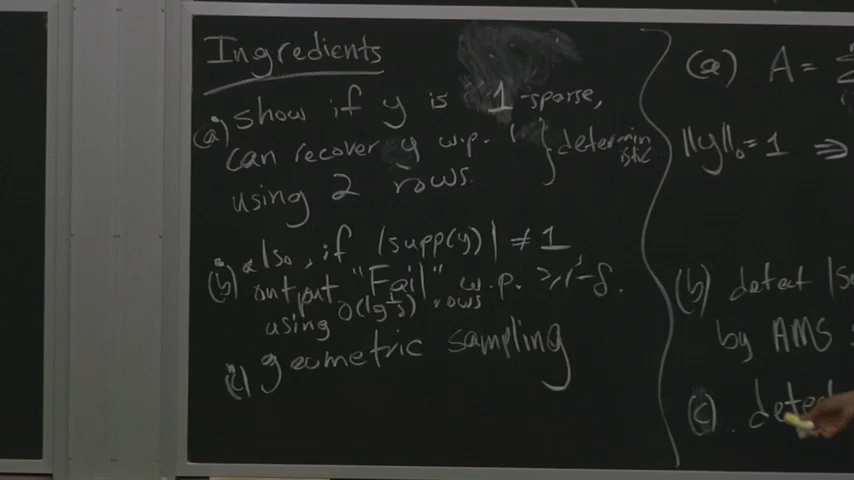 Ingredients
(a) show if y is 1-sparse,
can recover y w.p. 1 } determin
istic
using 2 rows.
(b) also, if |supp(y)| ≠ 1
output "Fail" w.p. ≥ 1-δ.
using O(lg 1/δ) rows
(c) geometric sampling
(a) A =
||y||₀ = 1 ⇒
(b) detect
by AMS
(c). detec